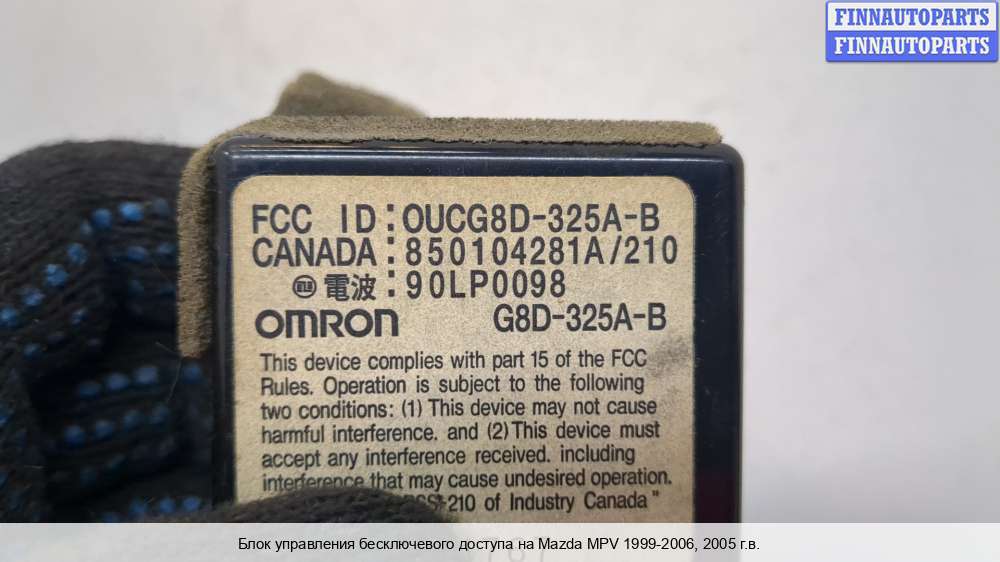 FINNAUTOPARTS
FINNAUTOPARTS
FCC ID:OUCG8D-325A-B
CANADA:850104281A/210
電波:90LP0098
OMRON G8D-325A-B
This device complies with part 15 of the FCC
Rules. Operation is subject to the following
two conditions: (1) This device may not cause
harmful interference, and (2) This device must
accept any interference received, including
interference that may cause undesired operation.
-210 of Industry Canada"
Блок управления бесключевого доступа на Mazda MPV 1999-2006, 2005 г.в.